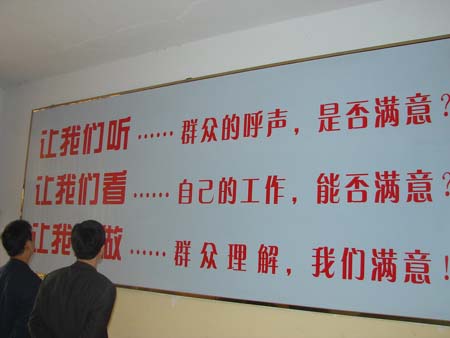 让我们听……群众的呼声,是否满意?
让我们看……自己的工作,能否满意?
让我做……群众理解,我们满意!